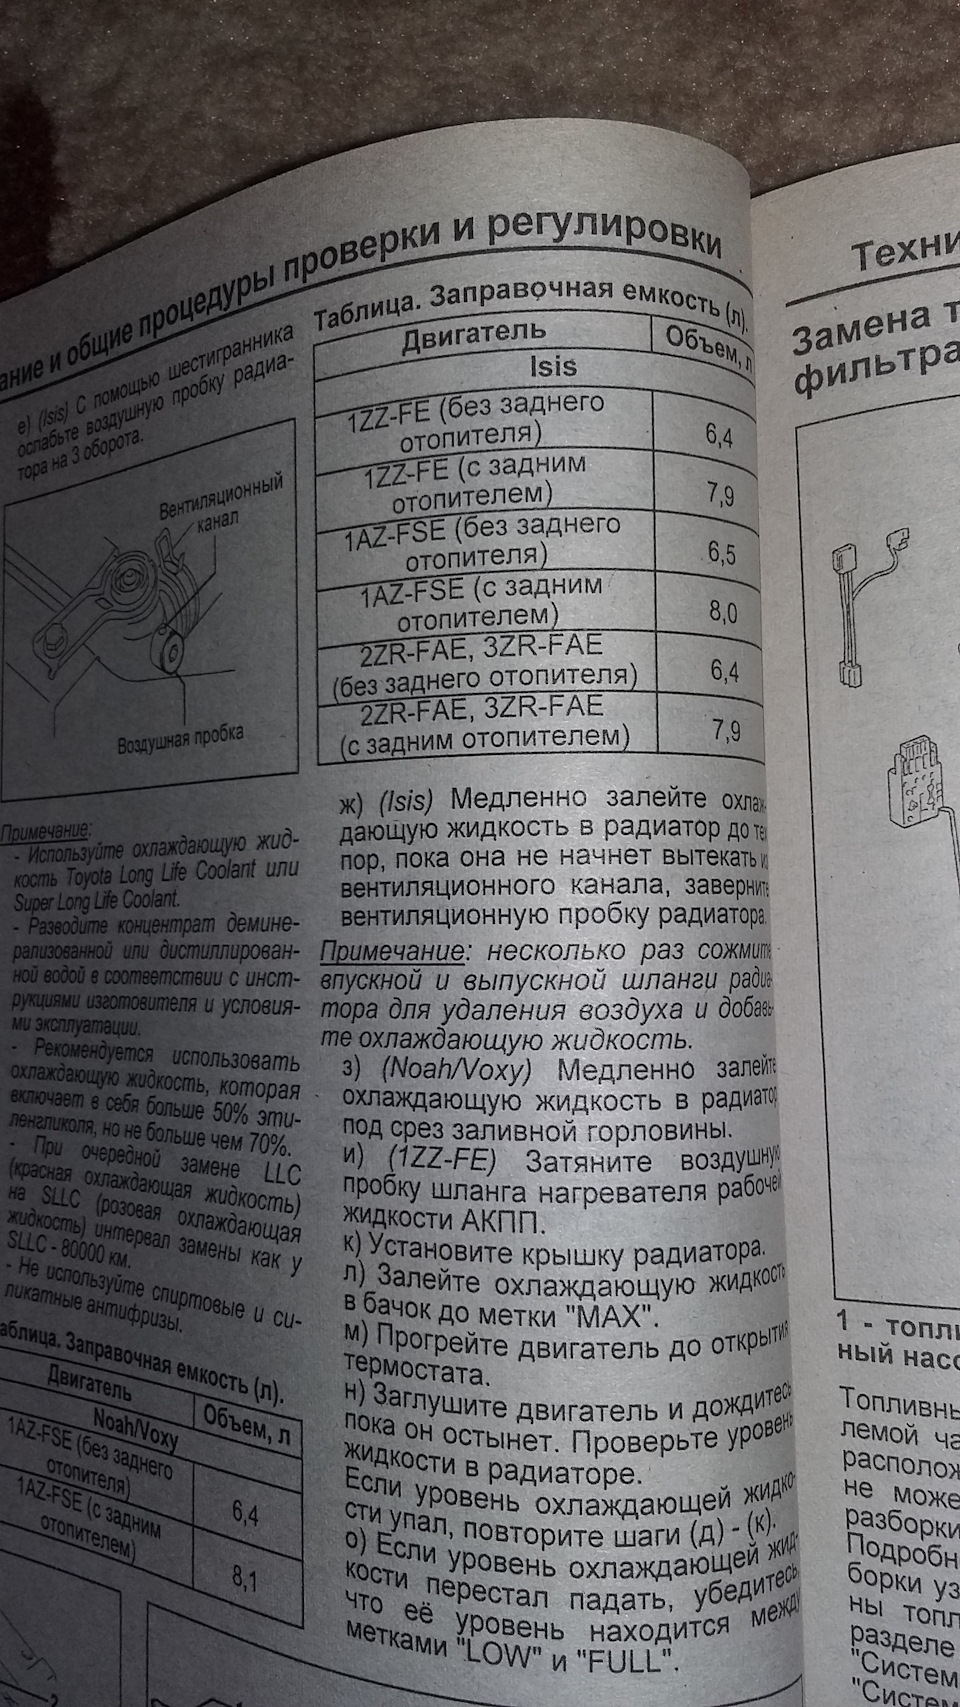 ание и общие процедуры проверки и регулировки
е) (Isis) С помощью шестигранника
ослабьте воздушную пробку радиа-
тора на 3 оборота.
Вентиляционный
канал
Воздушная пробка
Примечание:
- Используйте охлаждающую жид-
кость Toyota Long Life Coolant или
Super Long Life Coolant.
- Разводите концентрат демине-
рализованной или дистиллирован-
ной водой в соответствии с инст-
рукциями изготовителя и условия-
ми эксплуатации.
- Рекомендуется использовать
охлаждающую жидкость, которая
включает в себя больше 50% эти-
ленгликоля, но не больше чем 70%.
- При очередной замене LLC
(красная охлаждающая жидкость)
на SLLC (розовая охлаждающая
жидкость) интервал замены как у
SLLC - 80000 км.
- Не используйте спиртовые и си-
ликатные антифризы.
аблица. Заправочная емкость (л).
Двигатель Объем, л
Noah/Voxy
1AZ-FSE (без заднего
отопителя) 6,4
1AZ-FSE (с задним
отопителем) 8,1
Таблица. Заправочная емкость (л).
Двигатель Объем, л
Isis
1ZZ-FE (без заднего
отопителя) 6,4
1ZZ-FE (с задним
отопителем) 7,9
1AZ-FSE (без заднего
отопителя) 6,5
1AZ-FSE (с задним
отопителем) 8,0
2ZR-FAE, 3ZR-FAE
(без заднего отопителя) 6,4
2ZR-FAE, 3ZR-FAE
(с задним отопителем) 7,9
ж) (Isis) Медленно залейте охлаж-
дающую жидкость в радиатор до тех
пор, пока она не начнет вытекать из
вентиляционного канала, заверните
вентиляционную пробку радиатора.
Примечание: несколько раз сожмите
впускной и выпускной шланги радиа-
тора для удаления воздуха и добавь-
те охлаждающую жидкость.
з) (Noah/Voxy) Медленно залейте
охлаждающую жидкость в радиатор
под срез заливной горловины.
и) (1ZZ-FE) Затяните воздушную
пробку шланга нагревателя рабочей
жидкости АКПП.
к) Установите крышку радиатора.
л) Залейте охлаждающую жидкость
в бачок до метки "MAX".
м) Прогрейте двигатель до открытия
термостата.
н) Заглушите двигатель и дождитесь
пока он остынет. Проверьте уровень
жидкости в радиаторе.
Если уровень охлаждающей жидко-
сти упал, повторите шаги (д) - (к).
о) Если уровень охлаждающей жид-
кости перестал падать, убедитесь,
что её уровень находится между
метками "LOW" и "FULL".
Техни
Замена т
фильтра
1 - топли
ный насо
Топливны
лемой ча
располож
не може
разборки
Подробн
борки уз
ны топл
разделе
"Систем
"Систем